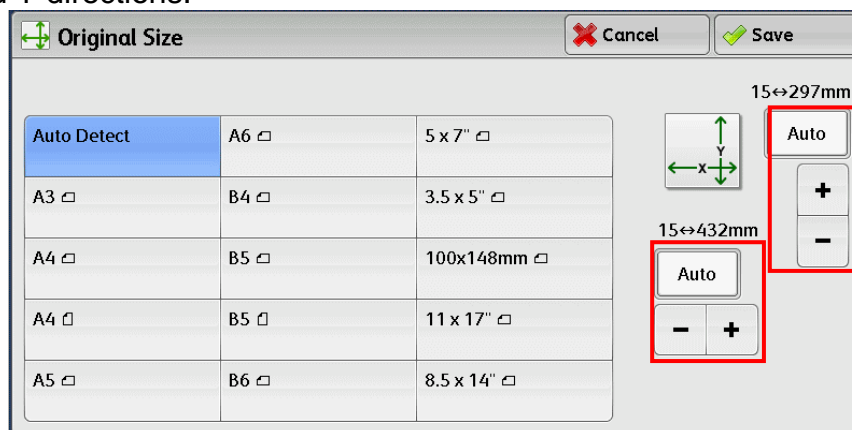 Y directions.
Original Size
Cancel
Save
15↔297mm
Auto Detect
A6
5 x 7"
Auto
Y
X
A3
B4
3.5 x 5"
+
15↔432mm
−
A4
B5
100x148mm
Auto
A4
B5
11 x 17"
− +
A5
B6
8.5 x 14"